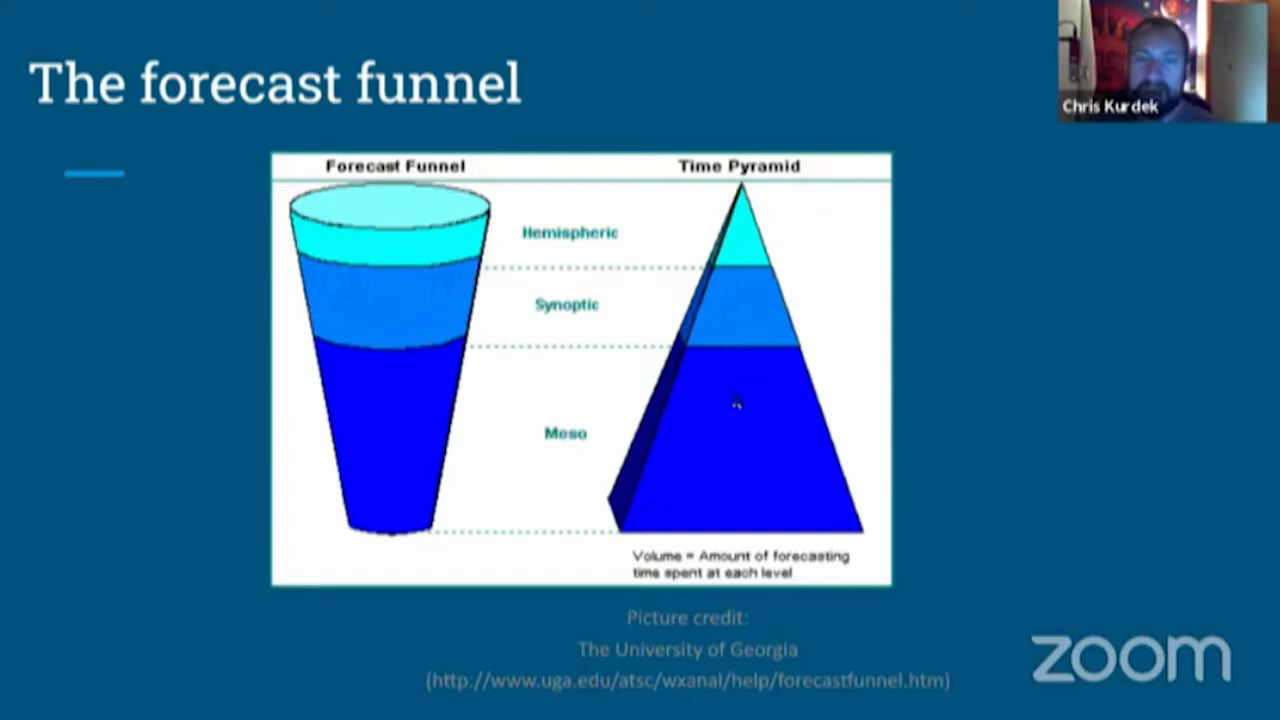 The forecast funnel
Chris Kurdek
Forecast Funnel
Time Pyramid
Hemispheric
Synoptic
Meso
Volume = Amount of forecasting
time spent at each level
Picture credit:
The University of Georgia
(http://www.uga.edu/atsc/wxanal/help/forecastfunnel.htm)
zoom